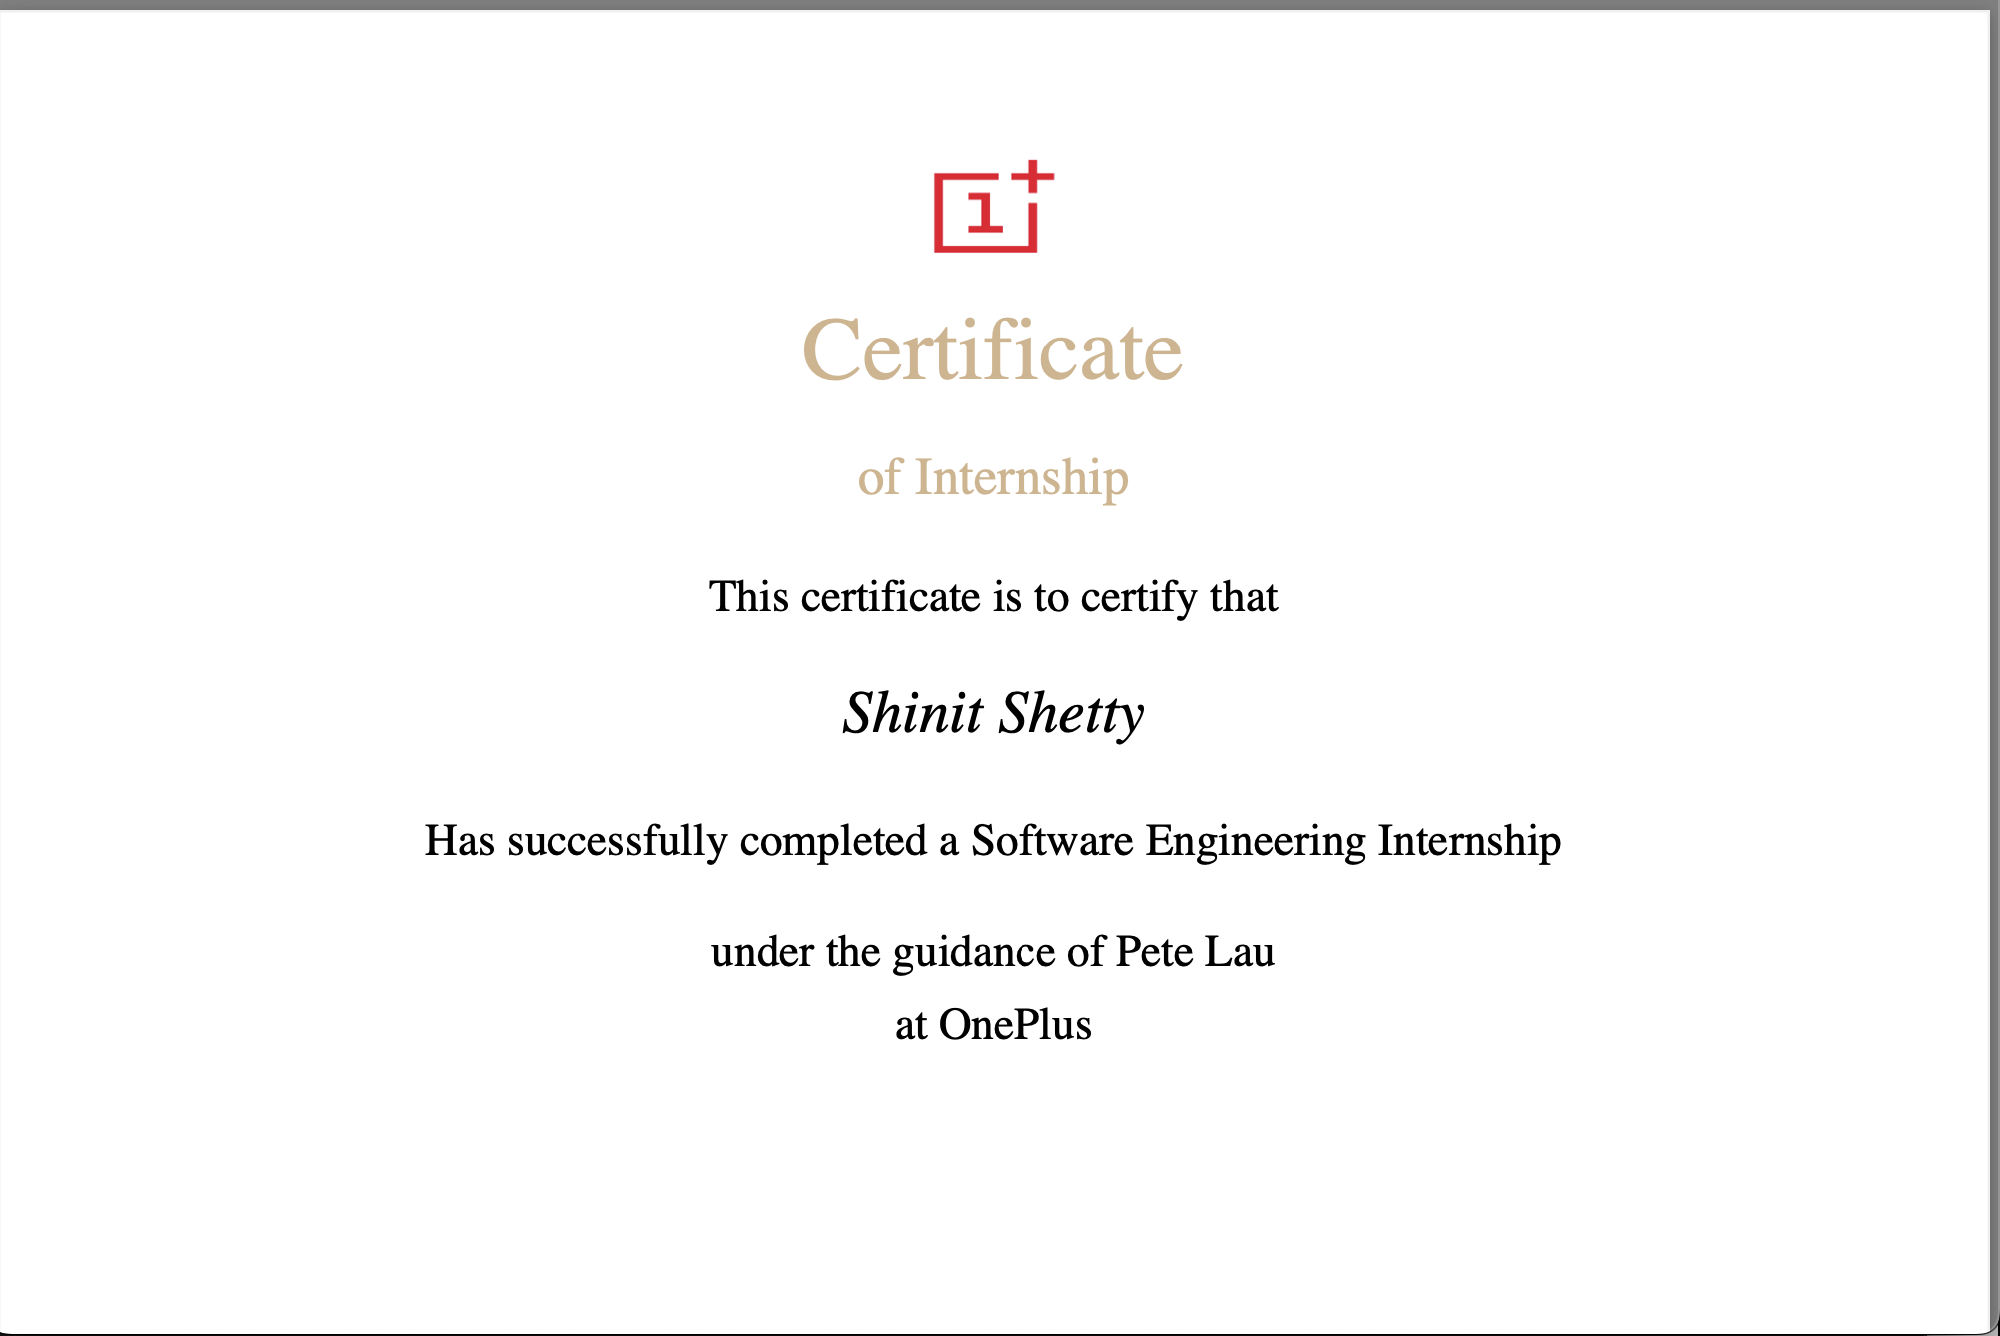 1+
Certificate
of Internship
This certificate is to certify that
Shinit Shetty
Has successfully completed a Software Engineering Internship
under the guidance of Pete Lau
at OnePlus